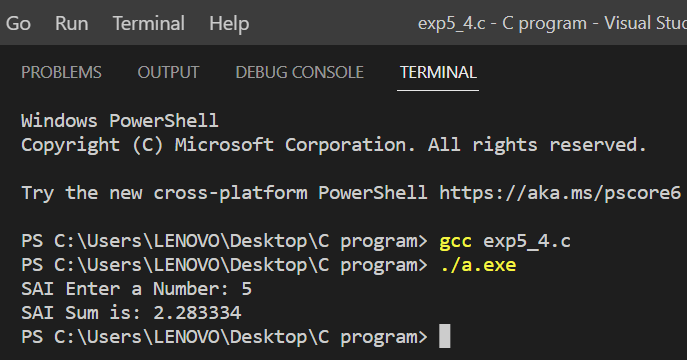 Go Run Terminal Help exp5_4.c - C program - Visual Stu
PROBLEMS OUTPUT DEBUG CONSOLE TERMINAL
Windows PowerShell
Copyright (C) Microsoft Corporation. All rights reserved.
Try the new cross-platform PowerShell https://aka.ms/pscore6
PS C:\Users\LENOVO\Desktop\C program> gcc exp5_4.c
PS C:\Users\LENOVO\Desktop\C program> ./a.exe
SAI Enter a Number: 5
SAI Sum is: 2.283334
PS C:\Users\LENOVO\Desktop\C program>